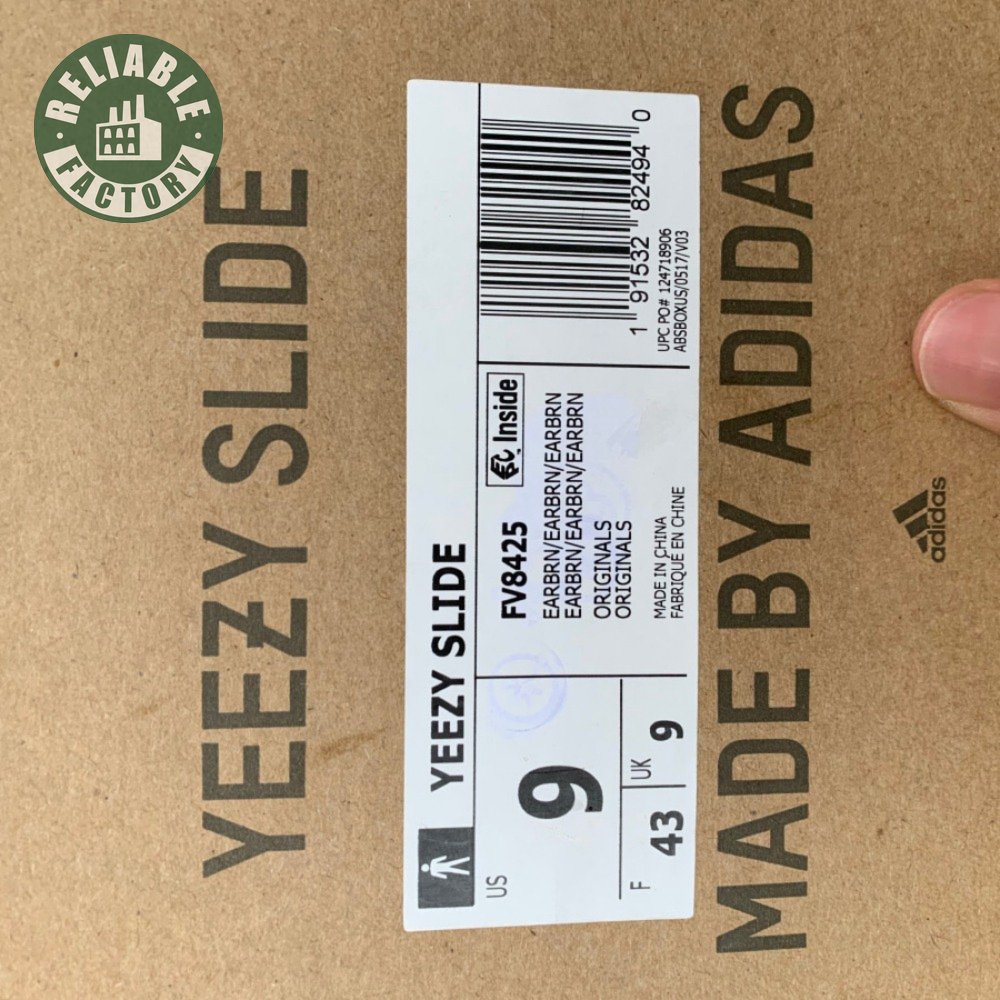 RELIABLE
FACTORY
YEEZY SLIDE
YEEZY SLIDE
US
9
F
43
UK
9
FV8425
Inside
EARBRN/EARBRN/EARBRN
EARBRN/EARBRN/EARBRN
ORIGINALS
ORIGINALS
MADE IN CHINA
FABRIQUE EN CHINE
1 91532 82494 0
UPC PO# 124718906
ABSBOXUS/0517/V03
MADE BY ADIDAS
adidas